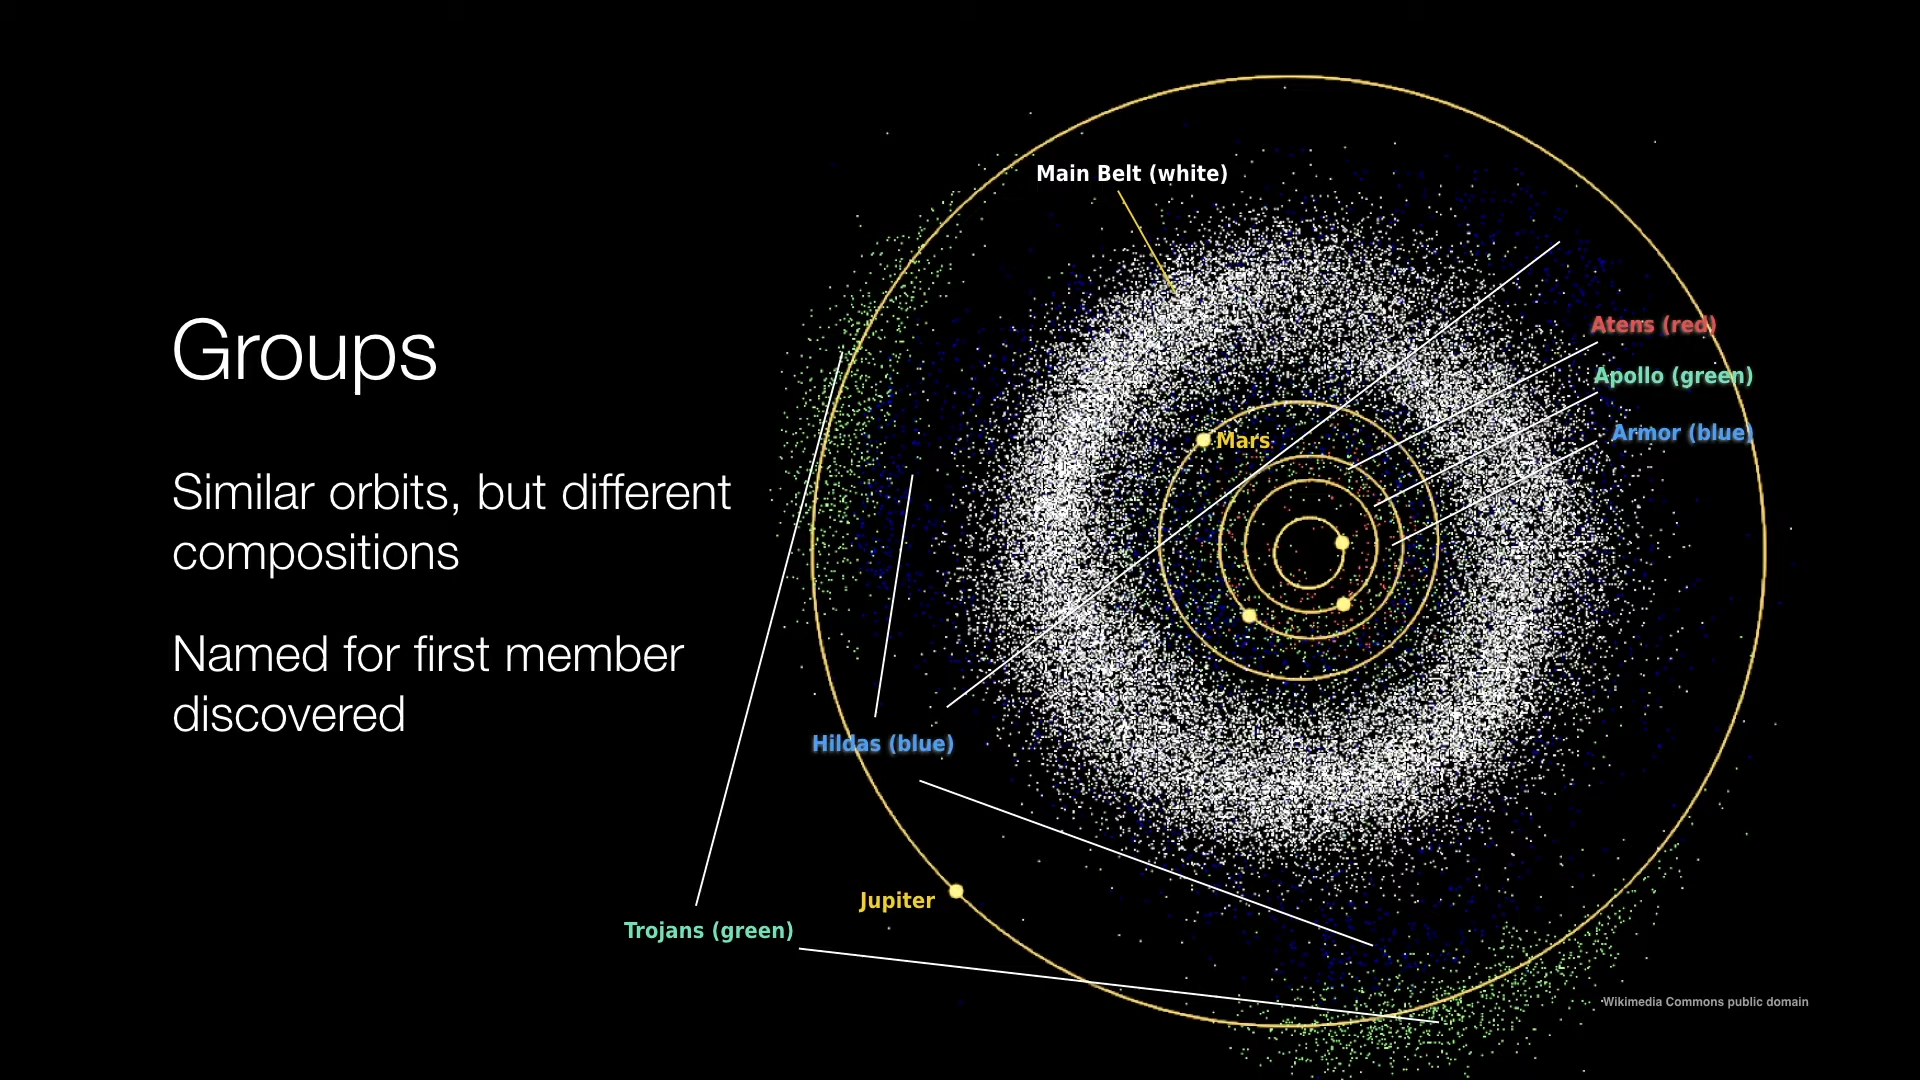 Groups
Similar orbits, but different
compositions
Named for first member
discovered
Main Belt (white)
Atens (red)
Apollo (green)
Armor (blue)
Mars
Hildas (blue)
Jupiter
Trojans (green)
Wikimedia Commons public domain